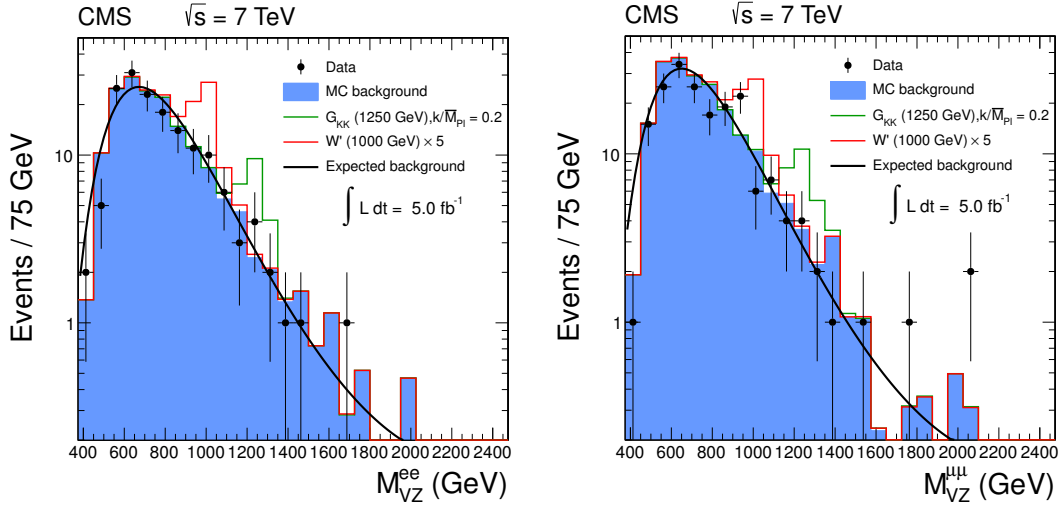 CMS √s = 7 TeV
Events / 75 GeV
10
1
Data
MC background
G_KK (1250 GeV),k/M̅_Pl = 0.2
W' (1000 GeV) × 5
Expected background
∫ L dt = 5.0 fb⁻¹
400 600 800 1000 1200 1400 1600 1800 2000 2200 2400
M_VZ^ee (GeV)
CMS √s = 7 TeV
Events / 75 GeV
10
1
Data
MC background
G_KK (1250 GeV),k/M̅_Pl = 0.2
W' (1000 GeV) × 5
Expected background
∫ L dt = 5.0 fb⁻¹
400 600 800 1000 1200 1400 1600 1800 2000 2200 2400
M_VZ^μμ (GeV)